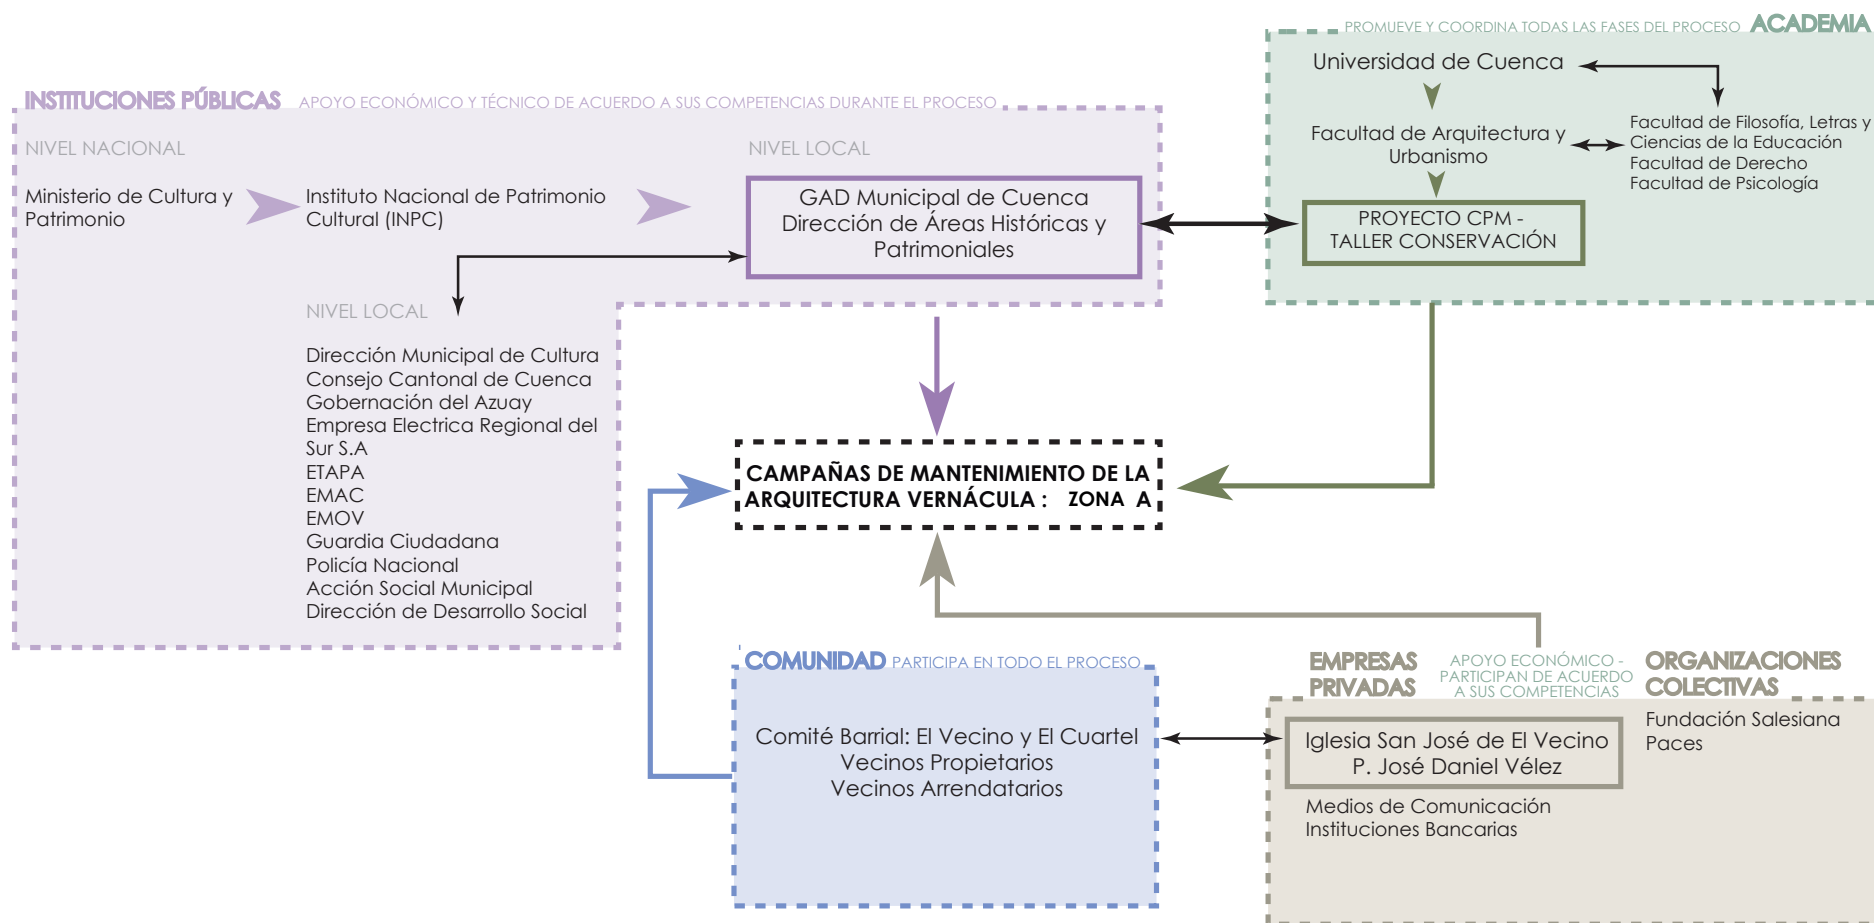 PROMUEVE Y COORDINA TODAS LAS FASES DEL PROCESO ACADEMIA
Universidad de Cuenca
Facultad de Arquitectura y
Urbanismo
Facultad de Filosofía, Letras y
Ciencias de la Educación
Facultad de Derecho
Facultad de Psicología
PROYECTO CPM -
TALLER CONSERVACIÓN
INSTITUCIONES PÚBLICAS APOYO ECONÓMICO Y TÉCNICO DE ACUERDO A SUS COMPETENCIAS DURANTE EL PROCESO
NIVEL NACIONAL
Ministerio de Cultura y
Patrimonio
Instituto Nacional de Patrimonio
Cultural (INPC)
NIVEL LOCAL
GAD Municipal de Cuenca
Dirección de Áreas Históricas y
Patrimoniales
NIVEL LOCAL
Dirección Municipal de Cultura
Consejo Cantonal de Cuenca
Gobernación del Azuay
Empresa Electrica Regional del
Sur S.A
ETAPA
EMAC
EMOV
Guardia Ciudadana
Policía Nacional
Acción Social Municipal
Dirección de Desarrollo Social
CAMPAÑAS DE MANTENIMIENTO DE LA
ARQUITECTURA VERNÁCULA : ZONA A
COMUNIDAD PARTICIPA EN TODO EL PROCESO
Comité Barrial: El Vecino y El Cuartel
Vecinos Propietarios
Vecinos Arrendatarios
EMPRESAS
PRIVADAS
APOYO ECONÓMICO -
PARTICIPAN DE ACUERDO
A SUS COMPETENCIAS
ORGANIZACIONES
COLECTIVAS
Iglesia San José de El Vecino
P. José Daniel Vélez
Medios de Comunicación
Instituciones Bancarias
Fundación Salesiana
Paces